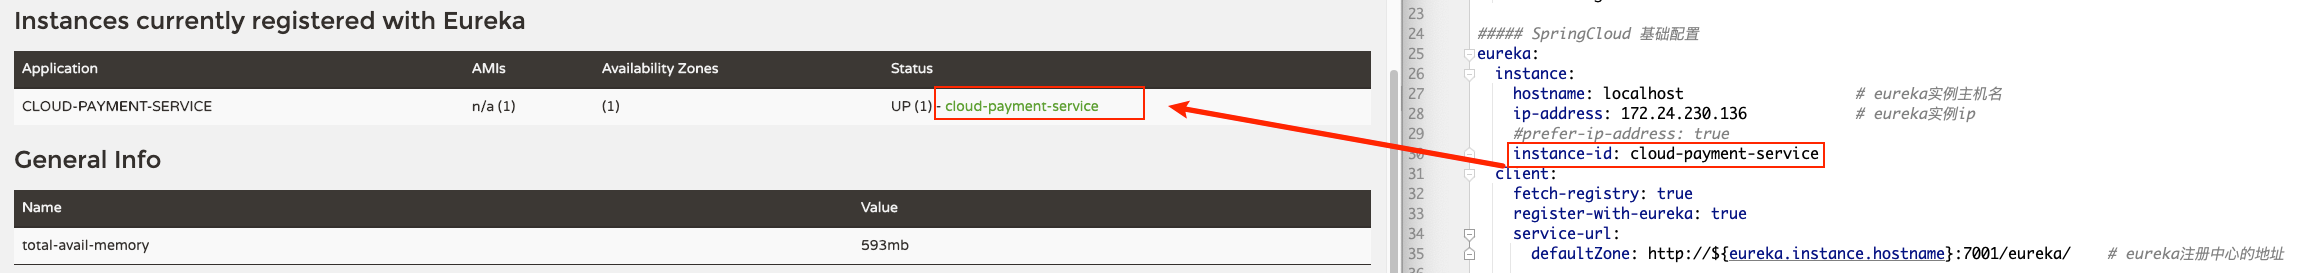 Instances currently registered with Eureka
Application AMIs Availability Zones Status
CLOUD-PAYMENT-SERVICE n/a (1) (1) UP (1) - cloud-payment-service
General Info
Name Value
total-avail-memory 593mb
23
24 ##### SpringCloud 基础配置
25 eureka:
26 instance:
27 hostname: localhost # eureka实例主机名
28 ip-address: 172.24.230.136 # eureka实例ip
29 #prefer-ip-address: true
30 instance-id: cloud-payment-service
31 client:
32 fetch-registry: true
33 register-with-eureka: true
34 service-url:
35 defaultZone: http://${eureka.instance.hostname}:7001/eureka/ # eureka注册中心的地址